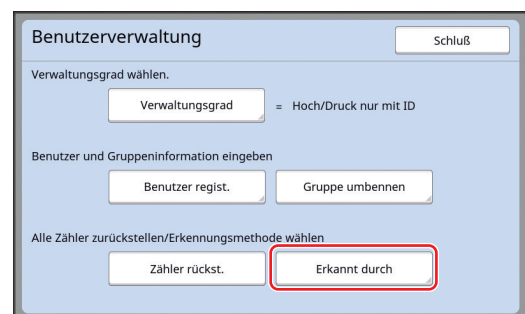 Benutzerverwaltung Schluß
Verwaltungsgrad wählen.
Verwaltungsgrad = Hoch/Druck nur mit ID
Benutzer und Gruppeninformation eingeben
Benutzer regist. Gruppe umbennen
Alle Zähler zurückstellen/Erkennungsmethode wählen
Zähler rückst. Erkannt durch